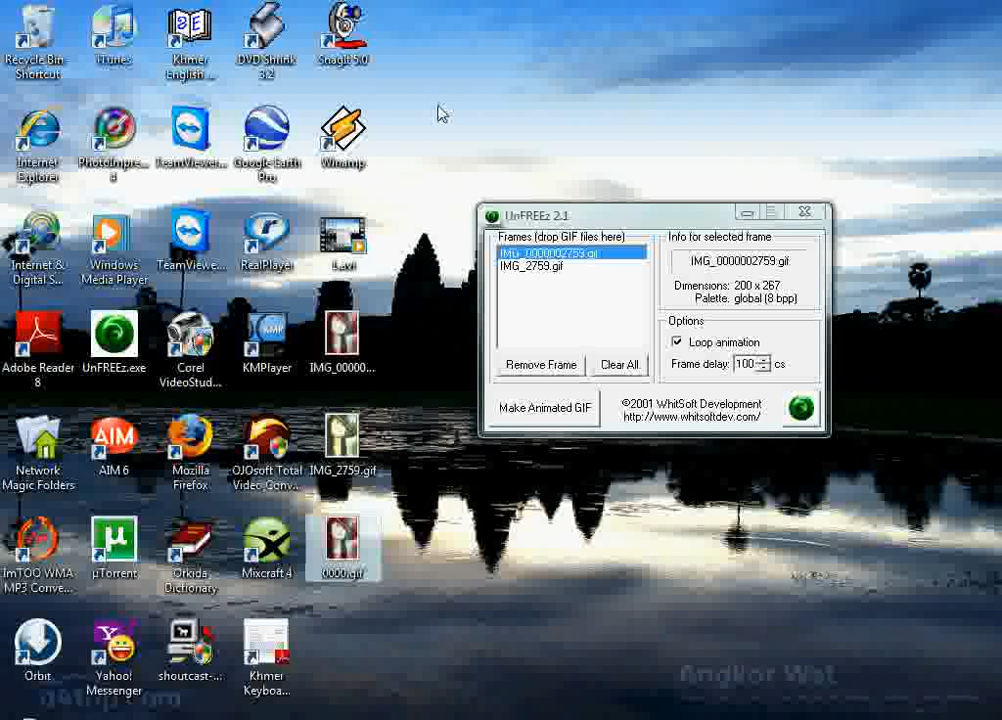 Recycle Bin
Shortcut
iTunes
Khmer
English ...
DVD Shrink
3.2
SnagIt 5.0
Internet
Explorer
PhotoImpre...
4
TeamViewer...
Google Earth
Pro
Winamp
Internet &
Digital S...
Windows
Media Player
TeamViewe...
RealPlayer
1.avi
Adobe Reader
8
UnFREEz.exe
Corel
VideoStud...
KMPlayer
IMG_00000...
Network
Magic Folders
AIM 6
Mozilla
Firefox
OJOsoft Total
Video Conv...
IMG_2759.gif
ImTOO WMA
MP3 Conve...
µTorrent
Orkida
Dictionary
Mixcraft 4
0000.gif
Orbit
Yahoo!
Messenger
shoutcast-...
Khmer
Keyboa...
UnFREEz 2.1
Frames (drop GIF files here)
IMG_0000002759.gif
IMG_2759.gif
Remove Frame
Clear All
Info for selected frame
IMG_0000002759.gif
Dimensions: 200 x 267
Palette: global (8 bpp)
Options
Loop animation
Frame delay: 100 cs
Make Animated GIF
©2001 WhitSoft Development
http://www.whitsoftdev.com/
Angkor Wat